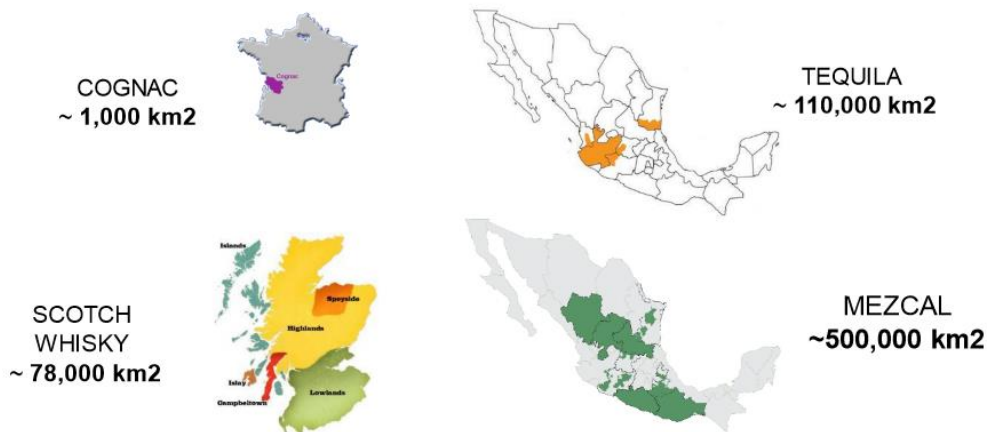 COGNAC
~ 1,000 km2
Paris
Cognac
TEQUILA
~ 110,000 km2
SCOTCH
WHISKY
~ 78,000 km2
Islands
Speyside
Highlands
Islay
Campbeltown
Lowlands
MEZCAL
~500,000 km2